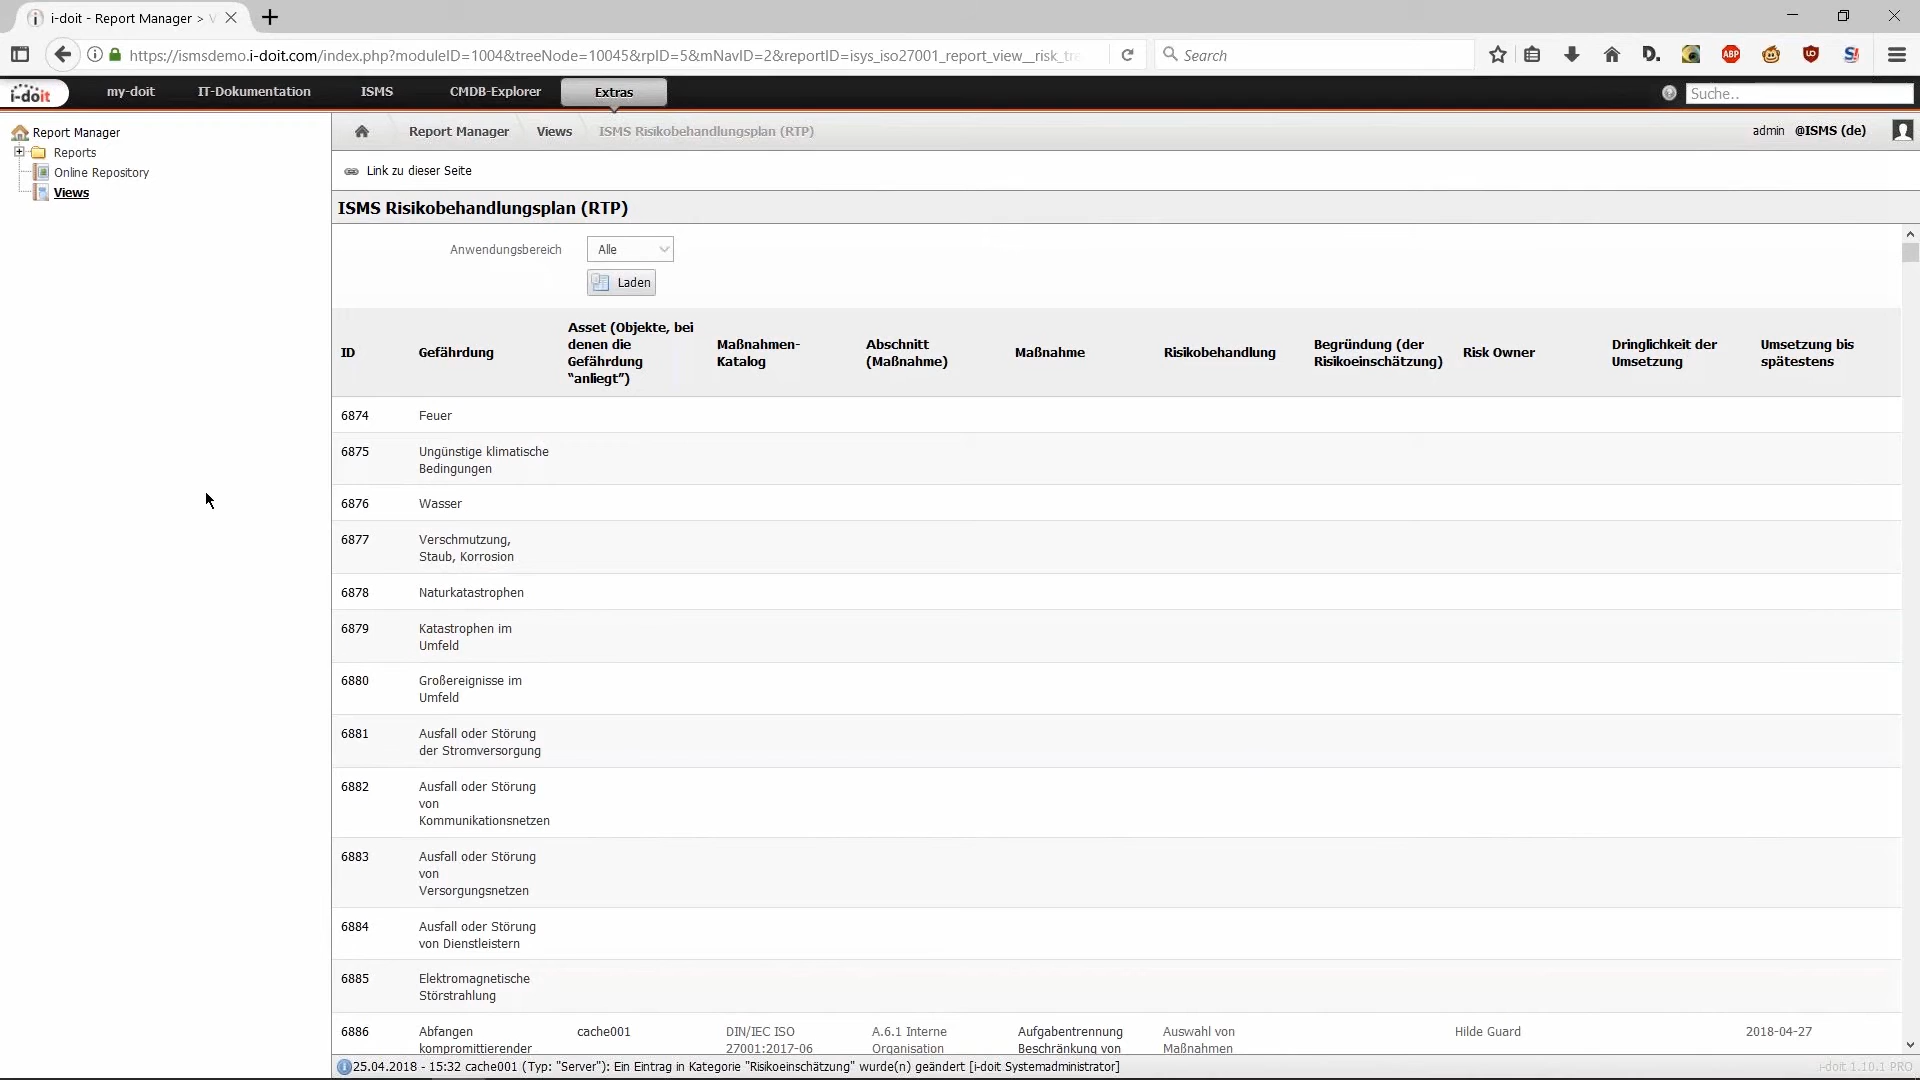 i-doit - Report Manager > V
https://ismsdemo.i-doit.com/index.php?moduleID=1004&treeNode=10045&rpID=5&mNavID=2&reportID=isys_iso27001_report_view__risk_tre
Search
i-doit
my-doit
IT-Dokumentation
ISMS
CMDB-Explorer
Extras
Suche..
Report Manager
Reports
Online Repository
Views
Report Manager
Views
ISMS Risikobehandlungsplan (RTP)
admin @ISMS (de)
Link zu dieser Seite
ISMS Risikobehandlungsplan (RTP)
Anwendungsbereich
Alle
Laden
ID
Gefährdung
Asset (Objekte, bei
denen die
Gefährdung
“anliegt”)
Maßnahmen-
Katalog
Abschnitt
(Maßnahme)
Maßnahme
Risikobehandlung
Begründung (der
Risikoeinschätzung)
Risk Owner
Dringlichkeit der
Umsetzung
Umsetzung bis
spätestens
6874
Feuer
6875
Ungünstige klimatische
Bedingungen
6876
Wasser
6877
Verschmutzung,
Staub, Korrosion
6878
Naturkatastrophen
6879
Katastrophen im
Umfeld
6880
Großereignisse im
Umfeld
6881
Ausfall oder Störung
der Stromversorgung
6882
Ausfall oder Störung
von
Kommunikationsnetzen
6883
Ausfall oder Störung
von
Versorgungsnetzen
6884
Ausfall oder Störung
von Dienstleistern
6885
Elektromagnetische
Störstrahlung
6886
Abfangen
kompromittierender
cache001
DIN/IEC ISO
27001:2017-06
A.6.1 Interne
Organisation
Aufgabentrennung
Beschränkung von
Auswahl von
Maßnahmen
Hilde Guard
2018-04-27
25.04.2018 - 15:32 cache001 (Typ: "Server"): Ein Eintrag in Kategorie "Risikoeinschätzung" wurde(n) geändert [i-doit Systemadministrator]
i-doit 1.10.1 PRO